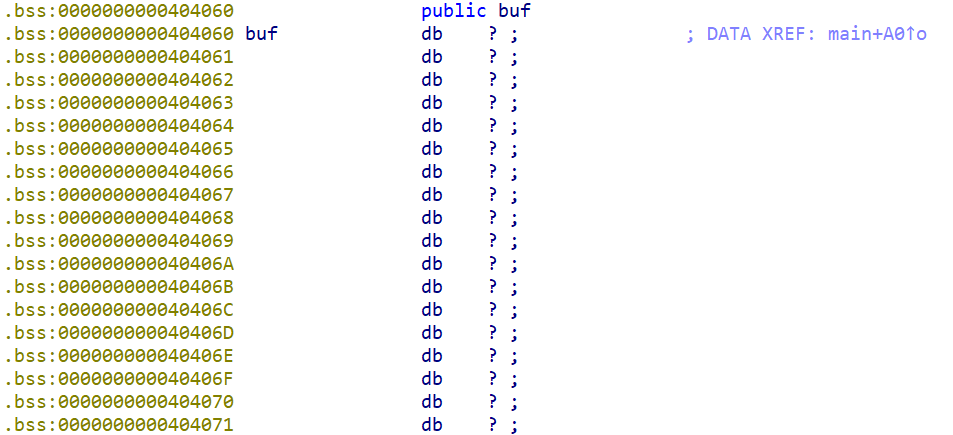 .bss:0000000000404060                 public buf
.bss:0000000000404060 buf             db    ? ;               ; DATA XREF: main+A0↑o
.bss:0000000000404061                 db    ? ;
.bss:0000000000404062                 db    ? ;
.bss:0000000000404063                 db    ? ;
.bss:0000000000404064                 db    ? ;
.bss:0000000000404065                 db    ? ;
.bss:0000000000404066                 db    ? ;
.bss:0000000000404067                 db    ? ;
.bss:0000000000404068                 db    ? ;
.bss:0000000000404069                 db    ? ;
.bss:000000000040406A                 db    ? ;
.bss:000000000040406B                 db    ? ;
.bss:000000000040406C                 db    ? ;
.bss:000000000040406D                 db    ? ;
.bss:000000000040406E                 db    ? ;
.bss:000000000040406F                 db    ? ;
.bss:0000000000404070                 db    ? ;
.bss:0000000000404071                 db    ? ;